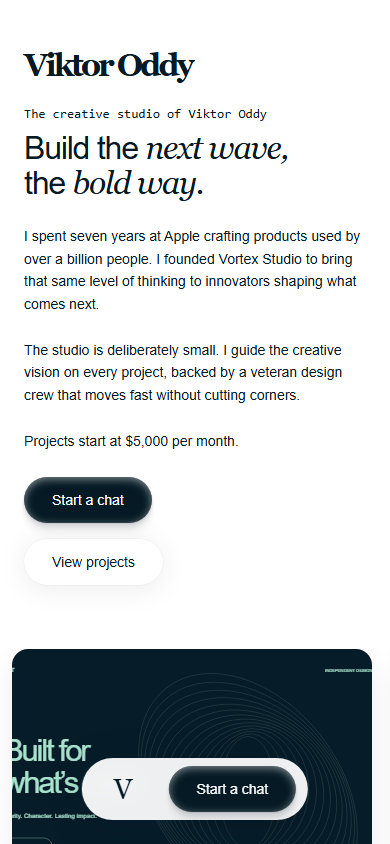 Viktor Oddy
The creative studio of Viktor Oddy
Build the next wave,
the bold way.
I spent seven years at Apple crafting products used by
over a billion people. I founded Vortex Studio to bring
that same level of thinking to innovators shaping what
comes next.
The studio is deliberately small. I guide the creative
vision on every project, backed by a veteran design
crew that moves fast without cutting corners.
Projects start at $5,000 per month.
Start a chat
View projects
INDEPENDENT
Built for
what's
Character. Lasting impact.
V
Start a chat